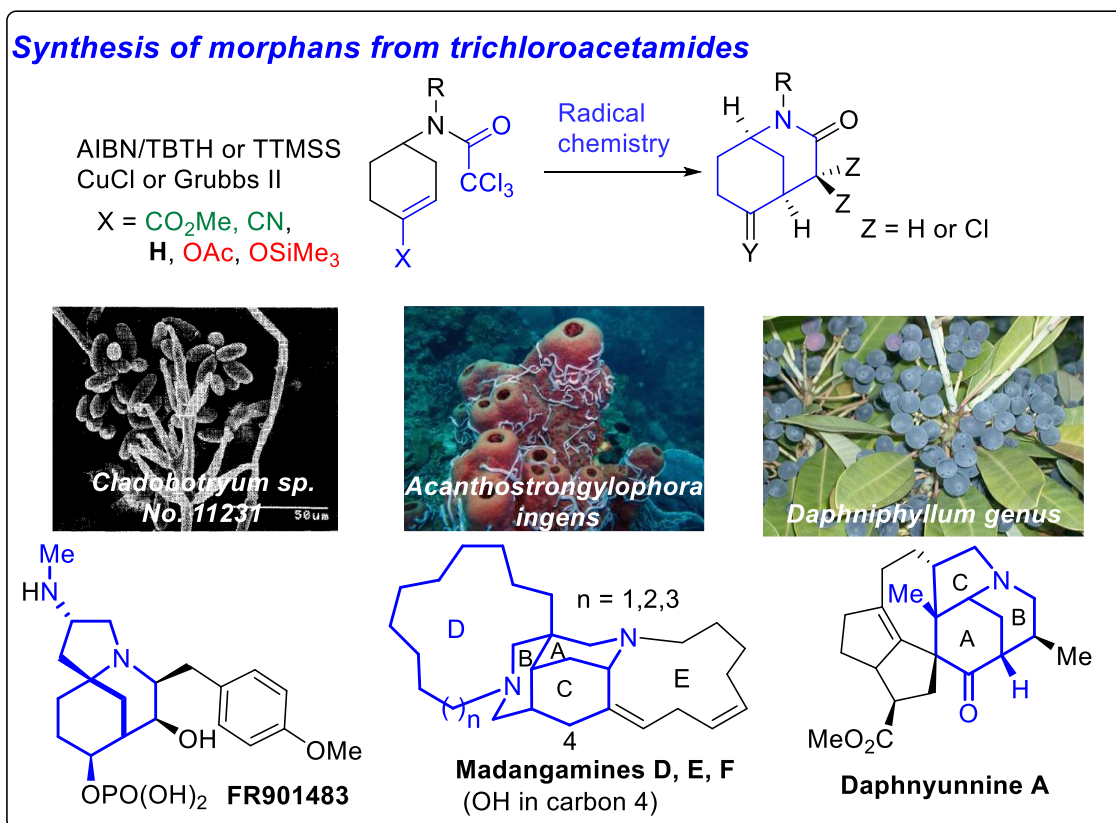 Synthesis of morphans from trichloroacetamides
AIBN/TBTH or TTMSS
CuCl or Grubbs II
X = CO2Me, CN,
H, OAc, OSiMe3
R
N
O
CCl3
X
Radical
chemistry
R
H
N
O
Z
Z
H
Y
Z = H or Cl
Cladobotryum sp.
No. 11231
50um
Acanthostrongylophora
ingens
Daphniphyllum genus
Me
H
N
N
OH
OMe
OPO(OH)2
FR901483
n = 1,2,3
D
B
A
N
N
C
E
( )n
4
Madangamines D, E, F
(OH in carbon 4)
C
N
Me
B
A
Me
H
O
MeO2C
Daphnyunnine A